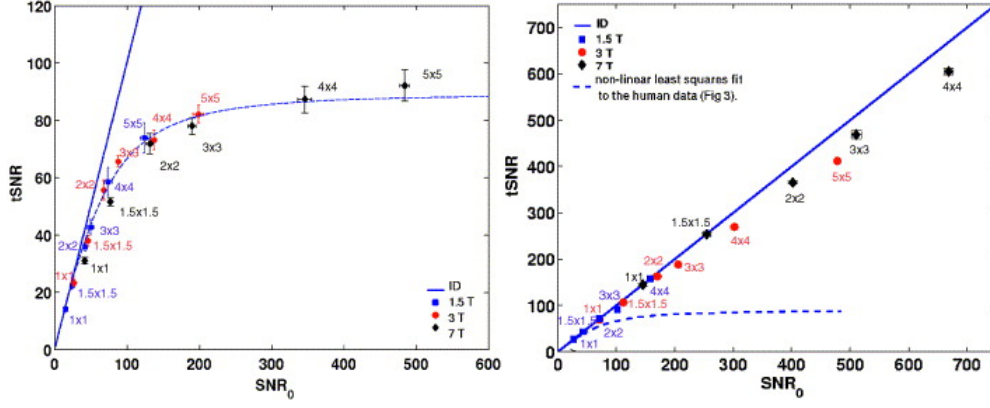 120
100
80
60
40
20
0
tSNR
0
100
200
300
400
500
600
SNR0
5x5
4x4
5x5
4x4
5x5
3x3
3x3
2x2
2x2
4x4
1.5x1.5
3x3
2x2
1.5x1.5
1x1
1x1
1.5x1.5
1x1
ID
1.5 T
3 T
7 T
700
600
500
400
300
200
100
0
tSNR
0
100
200
300
400
500
600
700
SNR0
ID
1.5 T
3 T
7 T
non-linear least squares fit
to the human data (Fig 3).
4x4
3x3
5x5
2x2
4x4
1.5x1.5
3x3
2x2
1x1
4x4
3x3
1.5x1.5
1x1
1.5x1.5
2x2
1x1